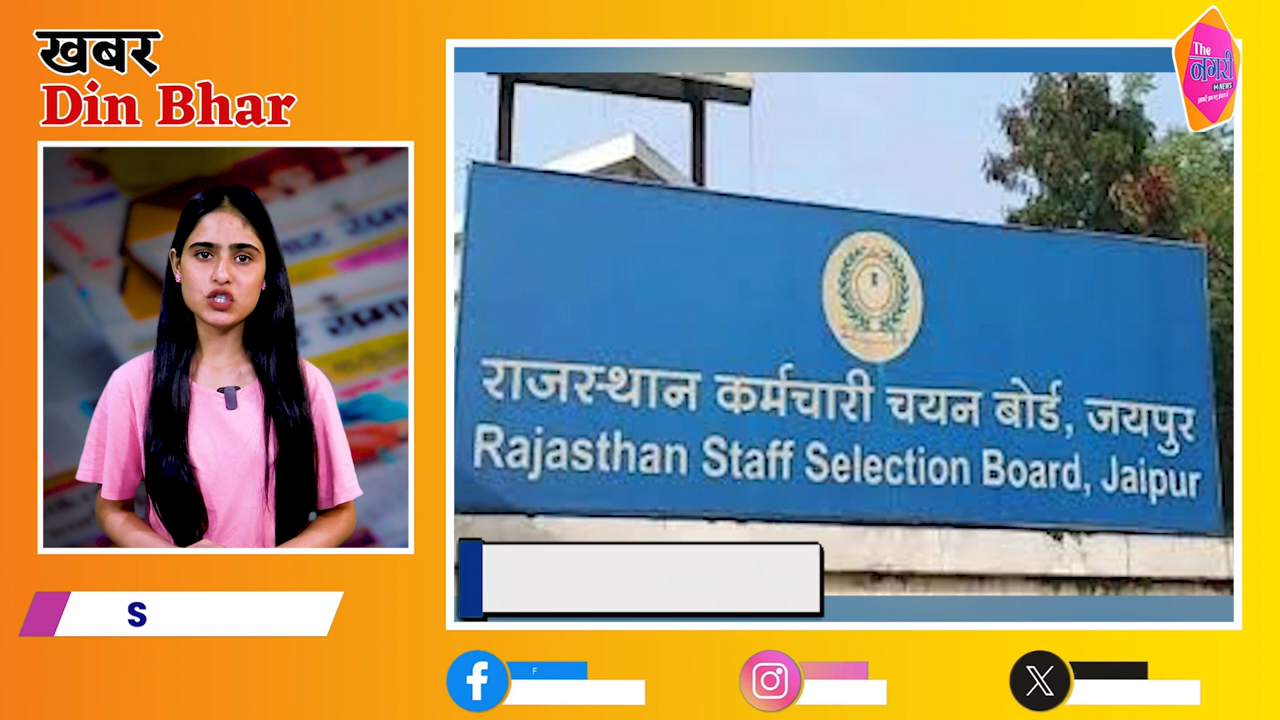 खबर
Din Bhar
The
नगरी
NEWS
राजस्थान कर्मचारी चयन बोर्ड, जयपुर
Rajasthan Staff Selection Board, Jaipur
S
F